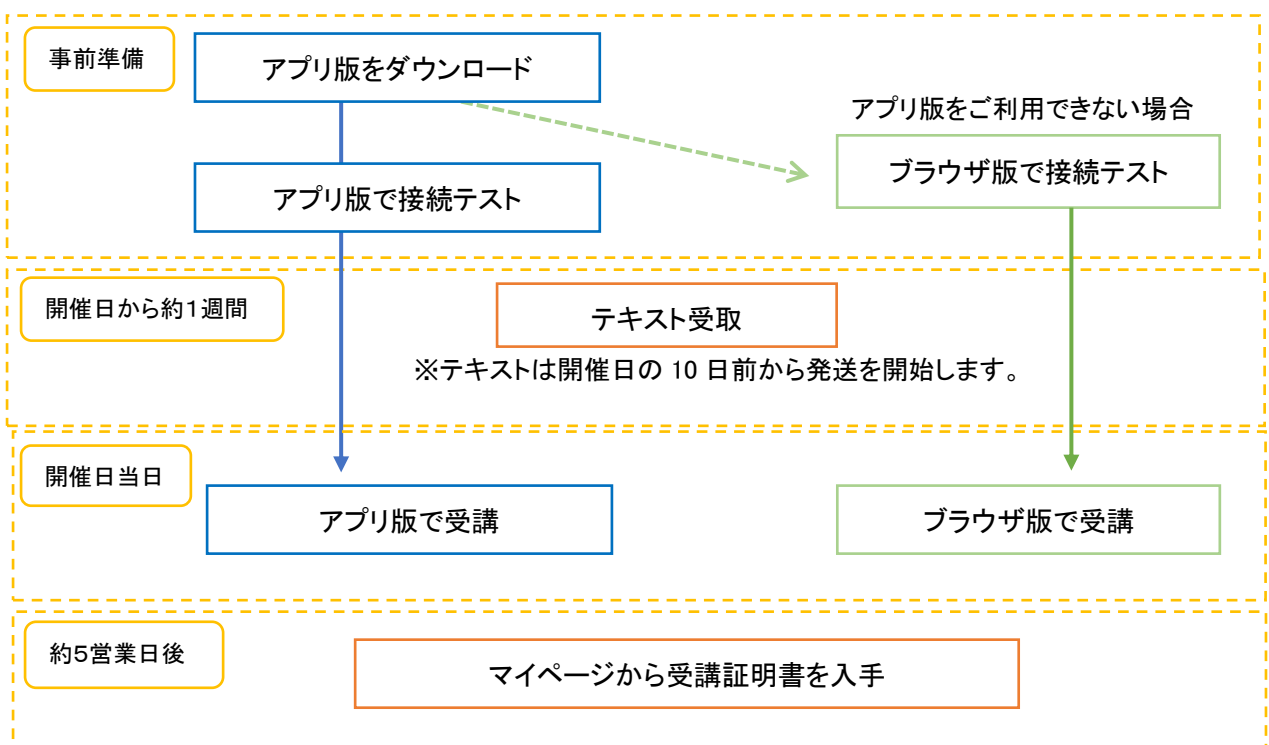 事前準備
アプリ版をダウンロード
アプリ版をご利用できない場合
アプリ版で接続テスト
ブラウザ版で接続テスト
開催日から約1週間
テキスト受取
※テキストは開催日の 10 日前から発送を開始します。
開催日当日
アプリ版で受講
ブラウザ版で受講
約5営業日後
マイページから受講証明書を入手